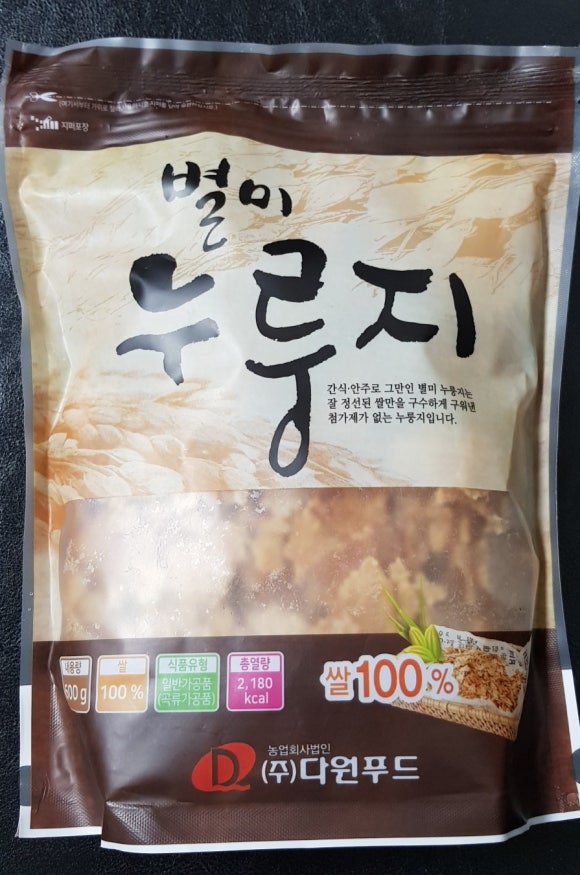 지퍼포장
별미
누룽지
간식·안주로 그만인 별미 누룽지는
잘 정선된 쌀만을 구수하게 구워낸
첨가제가 없는 누룽지입니다.
내용량
600 g
쌀
100 %
식품유형
일반가공품
(곡류가공품)
총열량
2,180
kcal
쌀100%
농업회사법인
(주)다원푸드